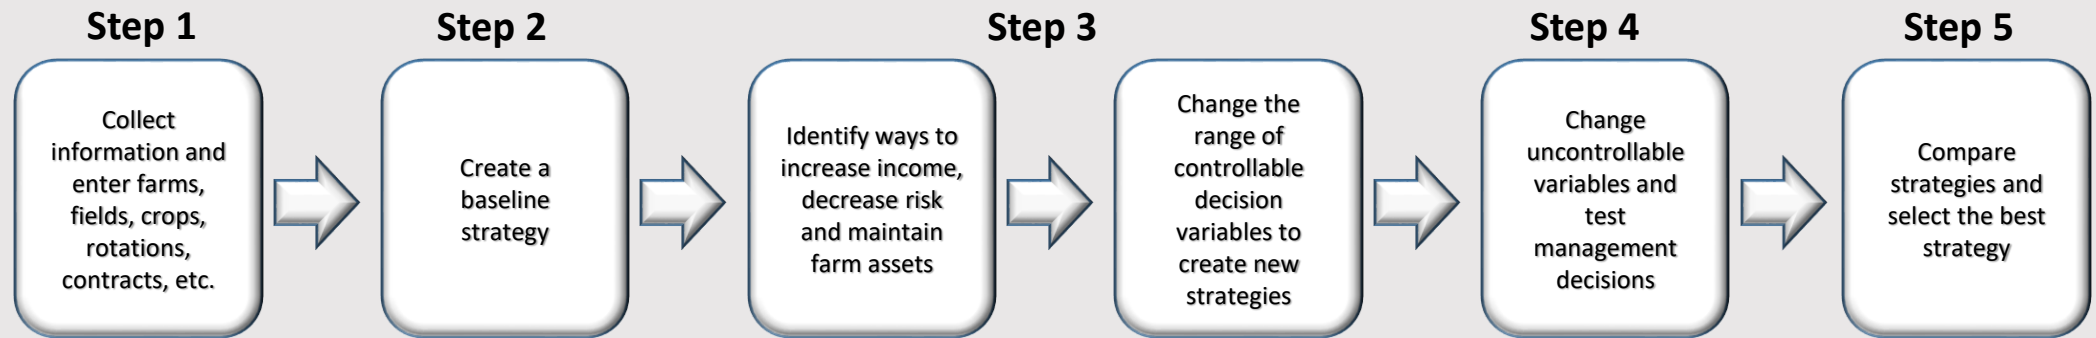 Step 1
Collect
information and
enter farms,
fields, crops,
rotations,
contracts, etc.
Step 2
Create a
baseline
strategy
Step 3
Identify ways to
increase income,
decrease risk
and maintain
farm assets
Change the
range of
controllable
decision
variables to
create new
strategies
Step 4
Change
uncontrollable
variables and
test
management
decisions
Step 5
Compare
strategies and
select the best
strategy